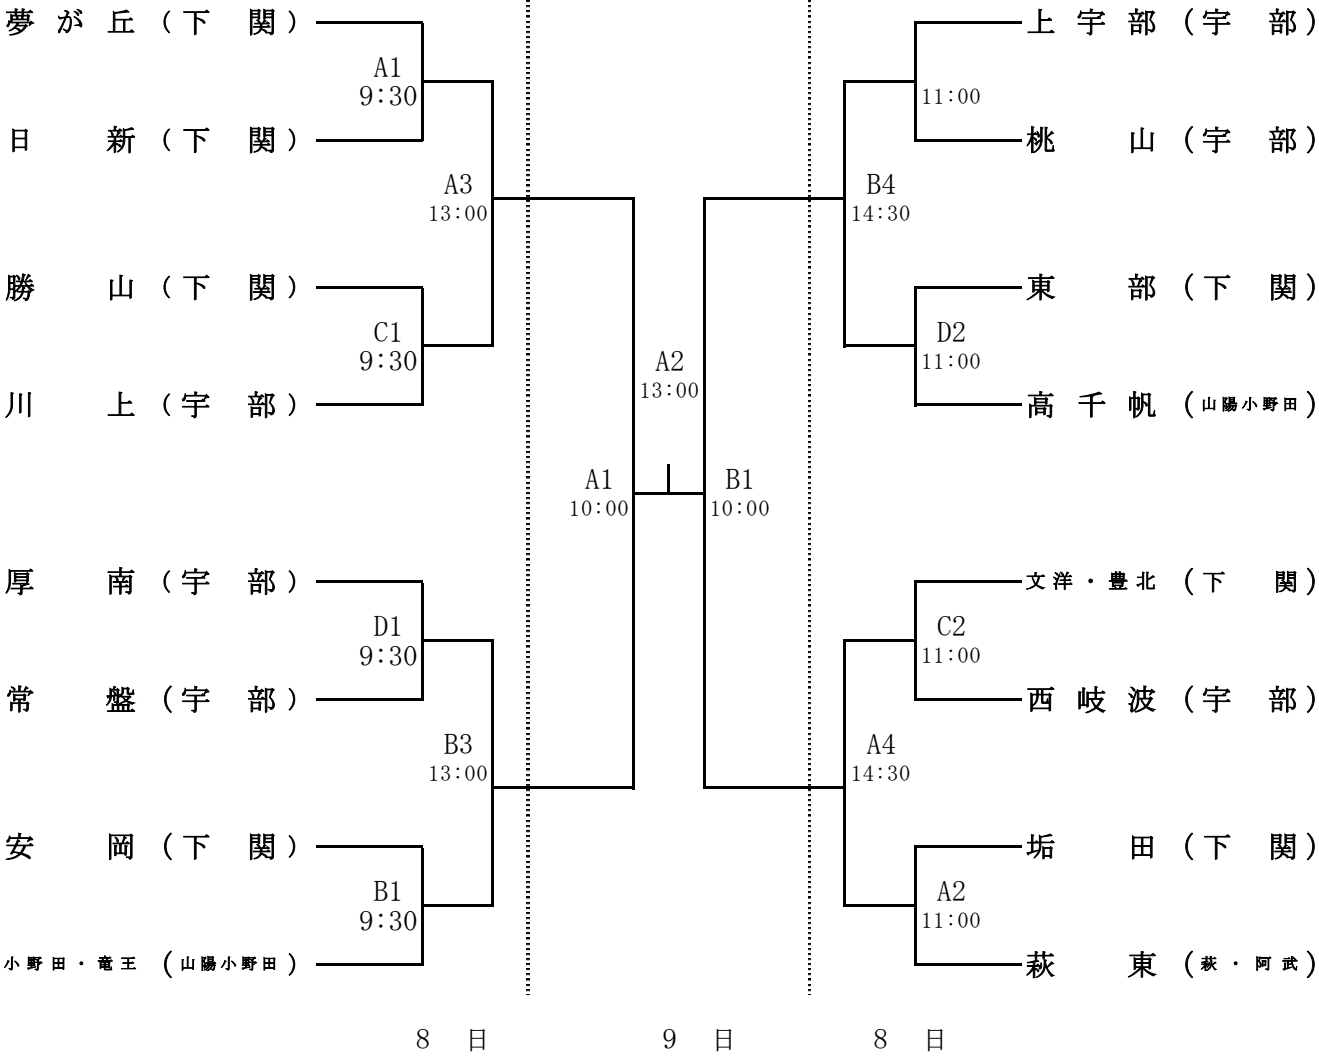 夢が丘（下関）
上宇部（宇部）
A1
9:30
11:00
日新（下関）
桃山（宇部）
A3
13:00
B4
14:30
勝山（下関）
東部（下関）
C1
9:30
D2
11:00
A2
13:00
川上（宇部）
高千帆（山陽小野田）
A1
10:00
B1
10:00
厚南（宇部）
文洋・豊北（下関）
D1
9:30
C2
11:00
常盤（宇部）
西岐波（宇部）
B3
13:00
A4
14:30
安岡（下関）
垢田（下関）
B1
9:30
A2
11:00
小野田・竜王（山陽小野田）
萩東（萩・阿武）
8日 9日 8日